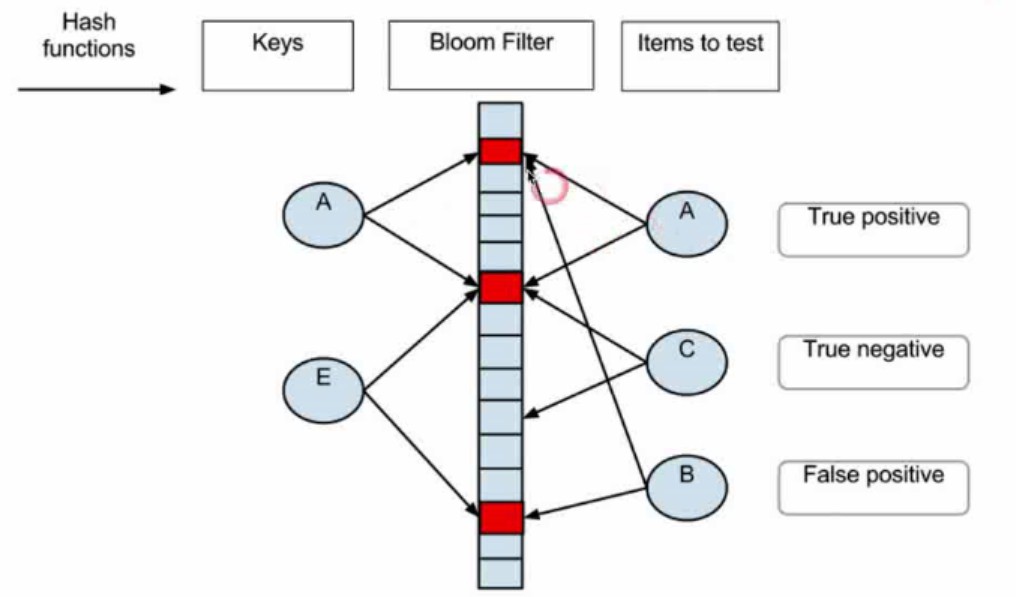 Hash
functions
Keys
Bloom Filter
Items to test
A
A
True positive
C
True negative
E
B
False positive